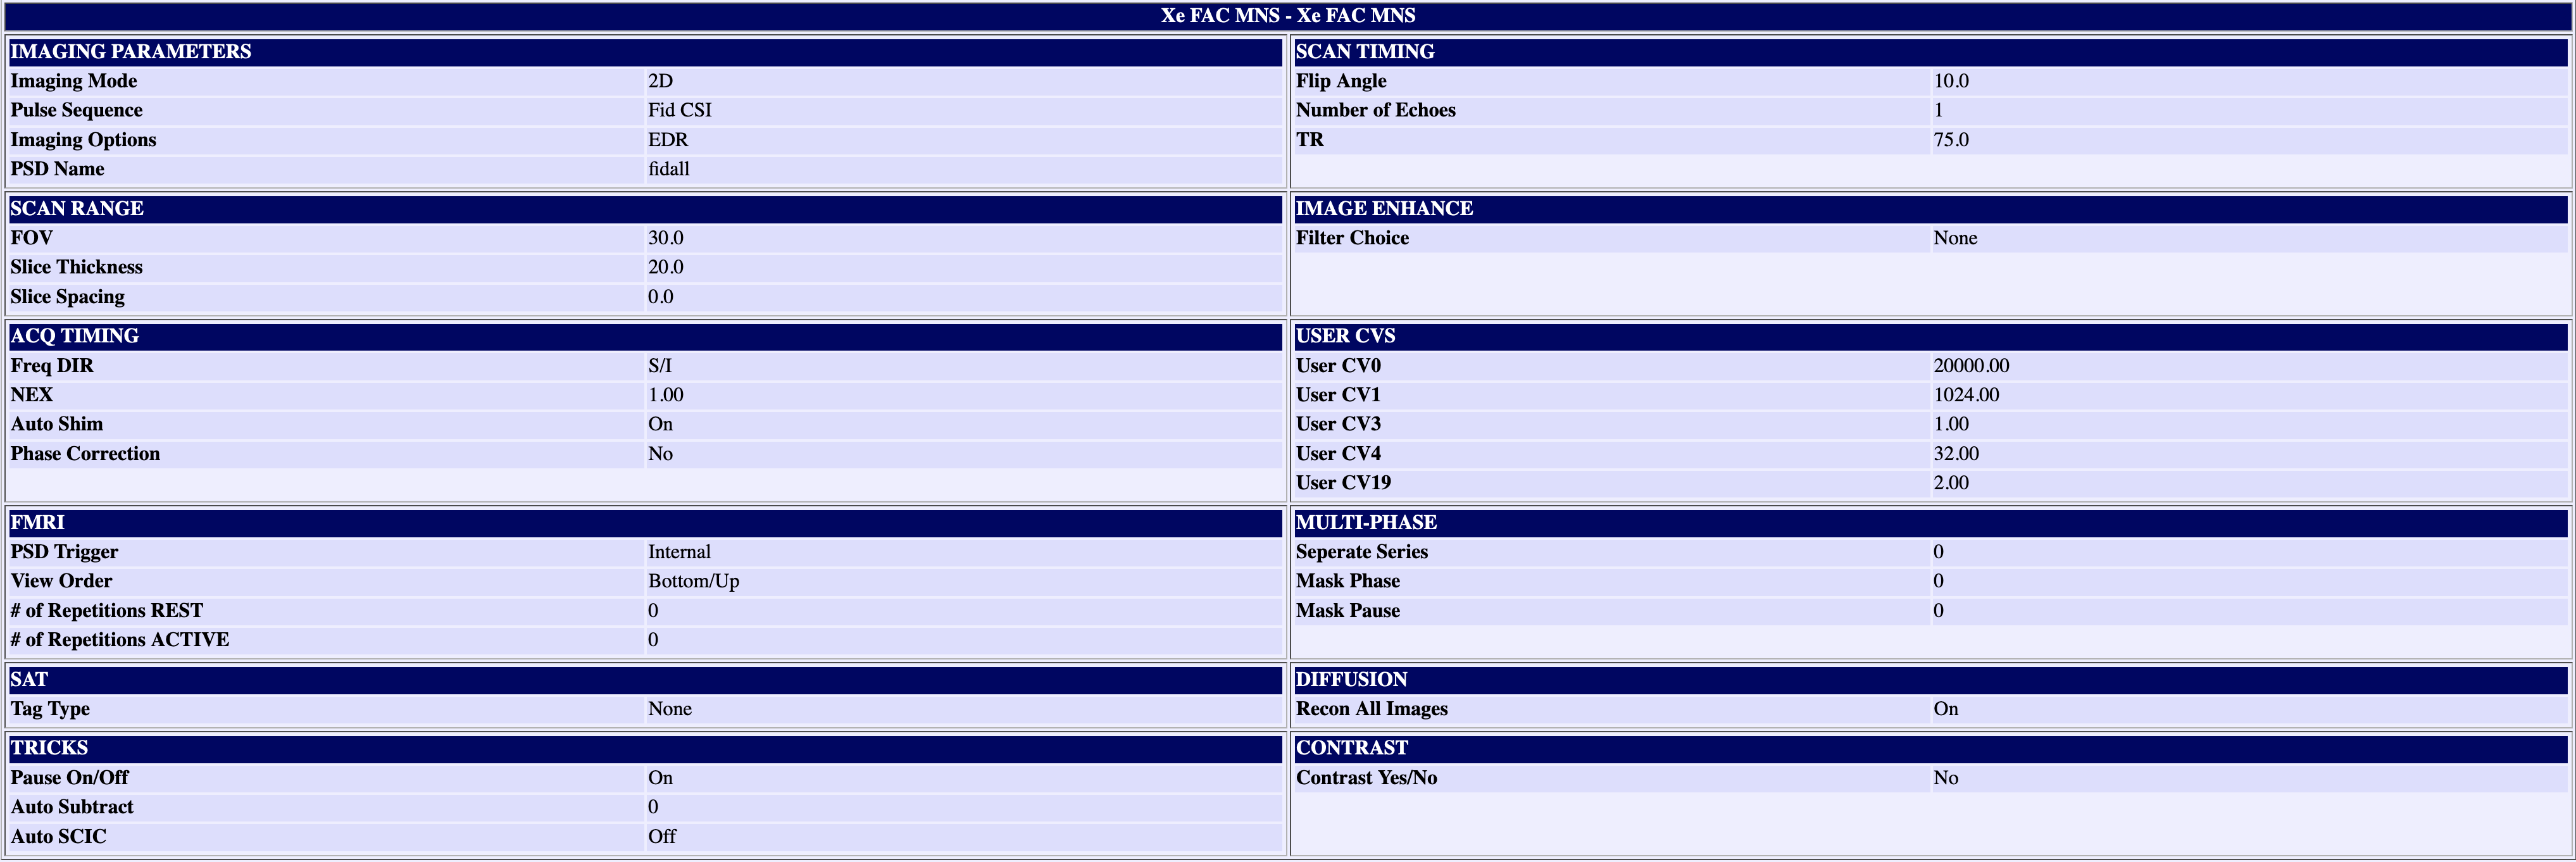 Xe FAC MNS - Xe FAC MNS
IMAGING PARAMETERS
Imaging Mode 2D
Pulse Sequence Fid CSI
Imaging Options EDR
PSD Name fidall
SCAN TIMING
Flip Angle 10.0
Number of Echoes 1
TR 75.0
SCAN RANGE
FOV 30.0
Slice Thickness 20.0
Slice Spacing 0.0
IMAGE ENHANCE
Filter Choice None
ACQ TIMING
Freq DIR S/I
NEX 1.00
Auto Shim On
Phase Correction No
USER CVS
User CV0 20000.00
User CV1 1024.00
User CV3 1.00
User CV4 32.00
User CV19 2.00
FMRI
PSD Trigger Internal
View Order Bottom/Up
# of Repetitions REST 0
# of Repetitions ACTIVE 0
MULTI-PHASE
Seperate Series 0
Mask Phase 0
Mask Pause 0
SAT
Tag Type None
DIFFUSION
Recon All Images On
TRICKS
Pause On/Off On
Auto Subtract 0
Auto SCIC Off
CONTRAST
Contrast Yes/No No